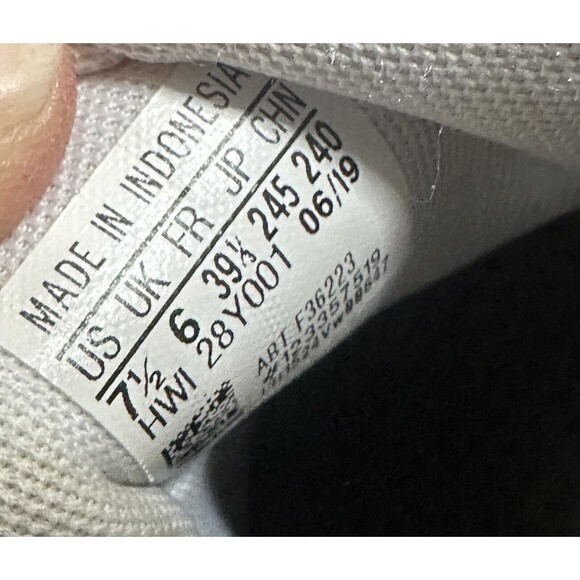 MADE IN INDONESIA
US UK FR JP CHN
7½ 6 39⅓ 245 240
HWI 28Y001 06/19
ART F36223